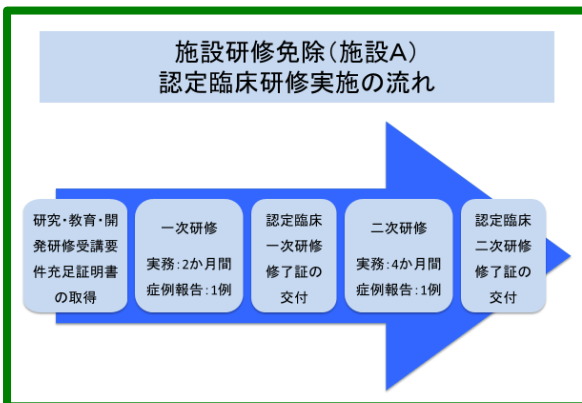 施設研修免除(施設A)
認定臨床研修実施の流れ
研究・教育・開
発研修受講要
件充足証明書
の取得
一次研修
実務:2か月間
症例報告:1例
認定臨床
一次研修
修了証の
交付
二次研修
実務:4か月間
症例報告:1例
認定臨床
二次研修
修了証の
交付